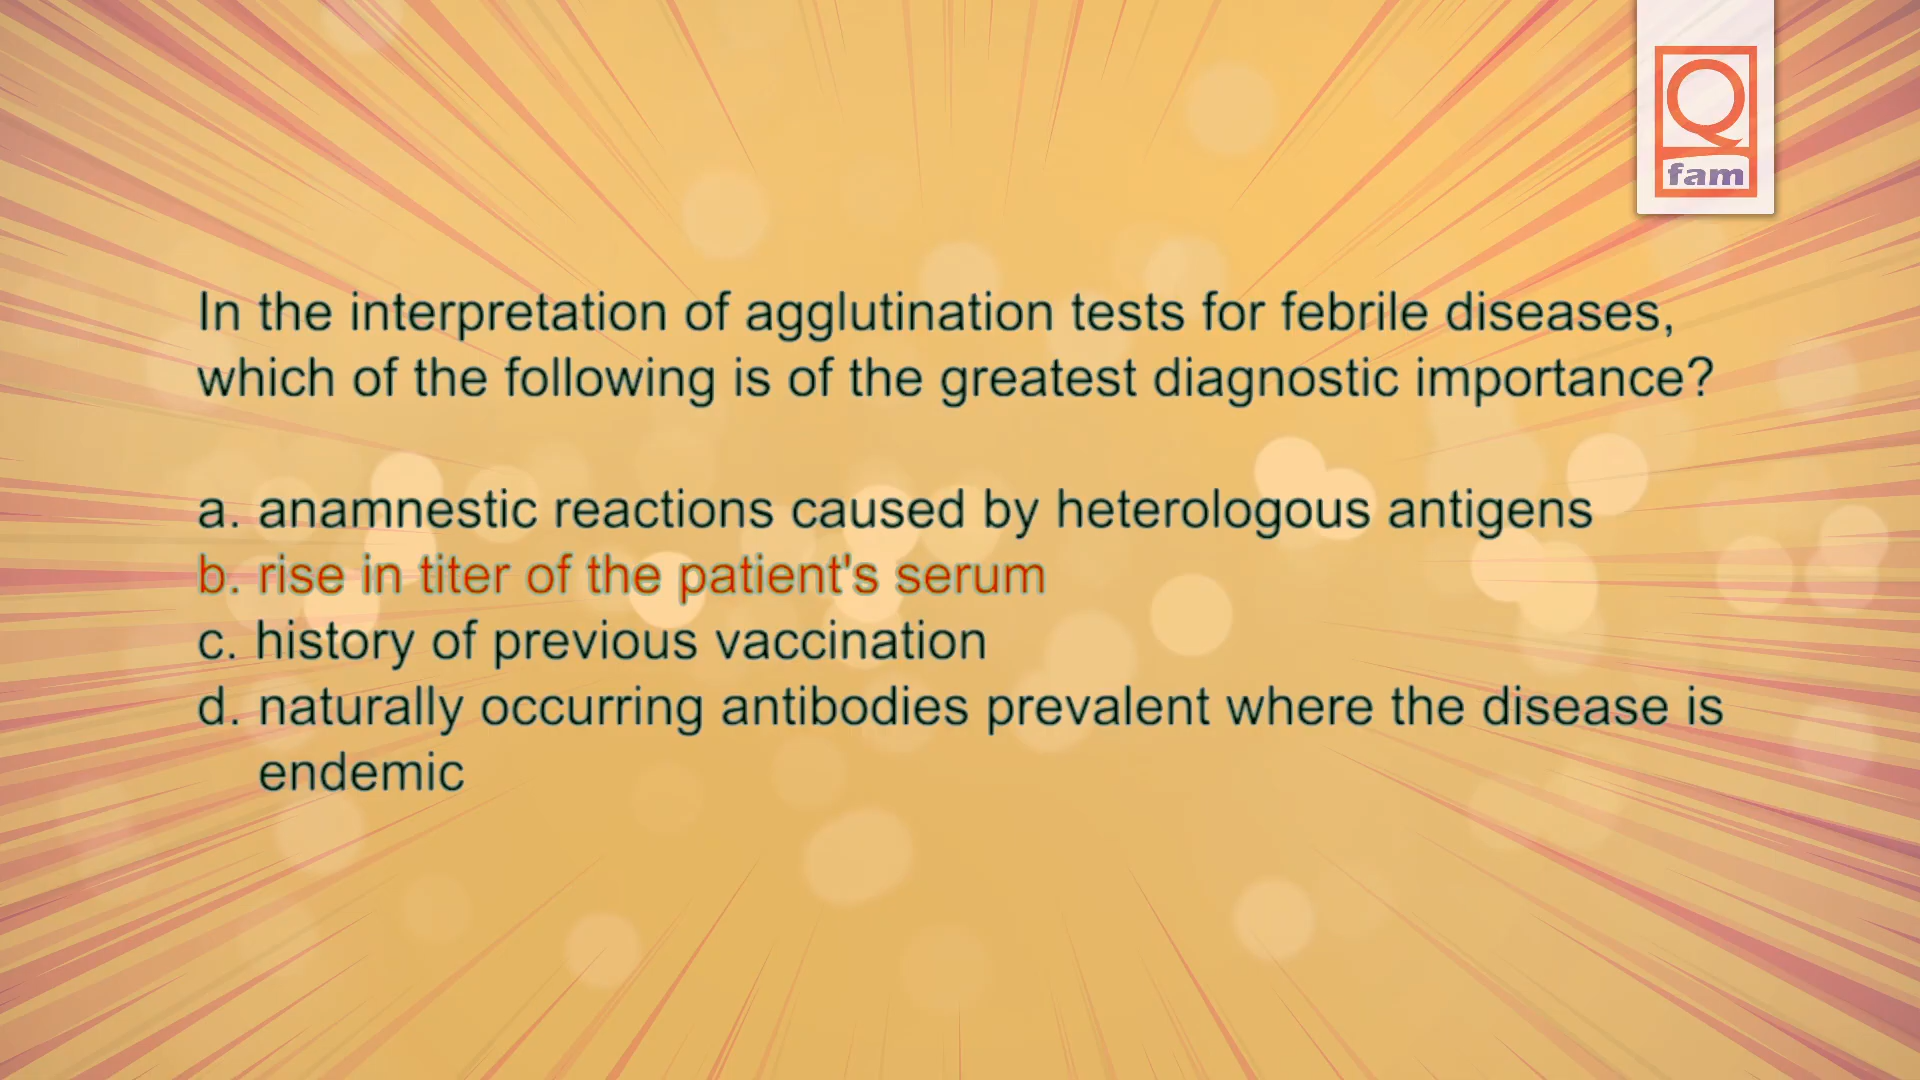 Q
fam
In the interpretation of agglutination tests for febrile diseases,
which of the following is of the greatest diagnostic importance?
a. anamnestic reactions caused by heterologous antigens
b. rise in titer of the patient's serum
c. history of previous vaccination
d. naturally occurring antibodies prevalent where the disease is
endemic